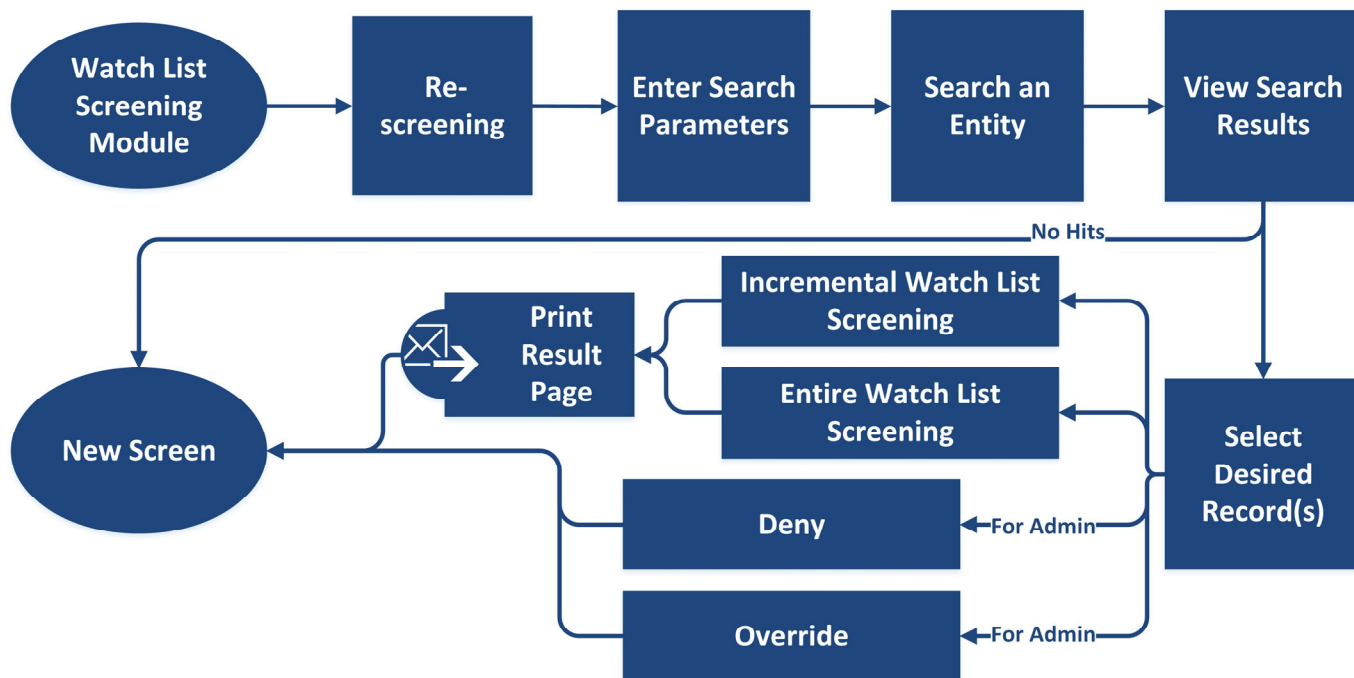 Watch List
Screening
Module
Re-
screening
Enter Search
Parameters
Search an
Entity
View Search
Results
No Hits
Incremental Watch List
Screening
Print
Result
Page
Entire Watch List
Screening
New Screen
Select
Desired
Record(s)
Deny
For Admin
Override
For Admin